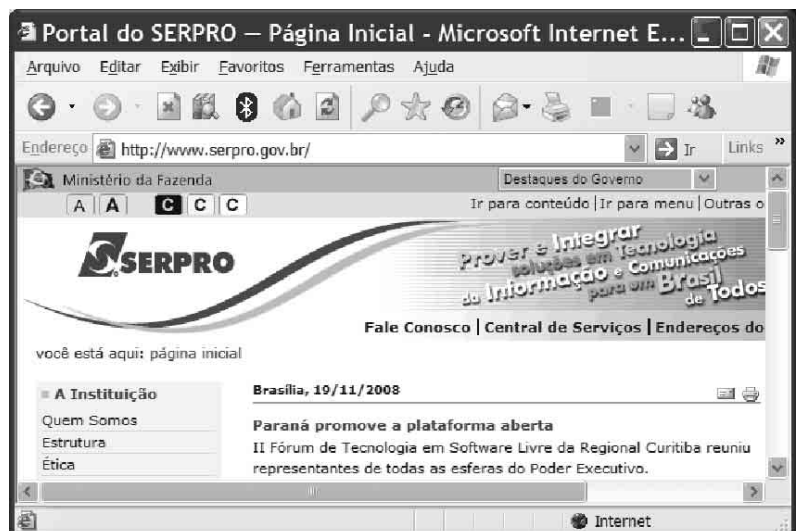 Portal do SERPRO — Página Inicial - Microsoft Internet E...
Arquivo Editar Exibir Favoritos Ferramentas Ajuda
Endereço http://www.serpro.gov.br/ Ir Links »
Ministério da Fazenda Destaques do Governo
A A C C C Ir para conteúdo | Ir para menu | Outras o
SERPRO
Prover e Integrar
soluções em Tecnologia
da Informação e Comunicações
para um Brasil
de Todos
Fale Conosco | Central de Serviços | Endereços do
você está aqui: página inicial
A Instituição
Quem Somos
Estrutura
Ética
Brasília, 19/11/2008
Paraná promove a plataforma aberta
II Fórum de Tecnologia em Software Livre da Regional Curitiba reuniu
representantes de todas as esferas do Poder Executivo.
Internet